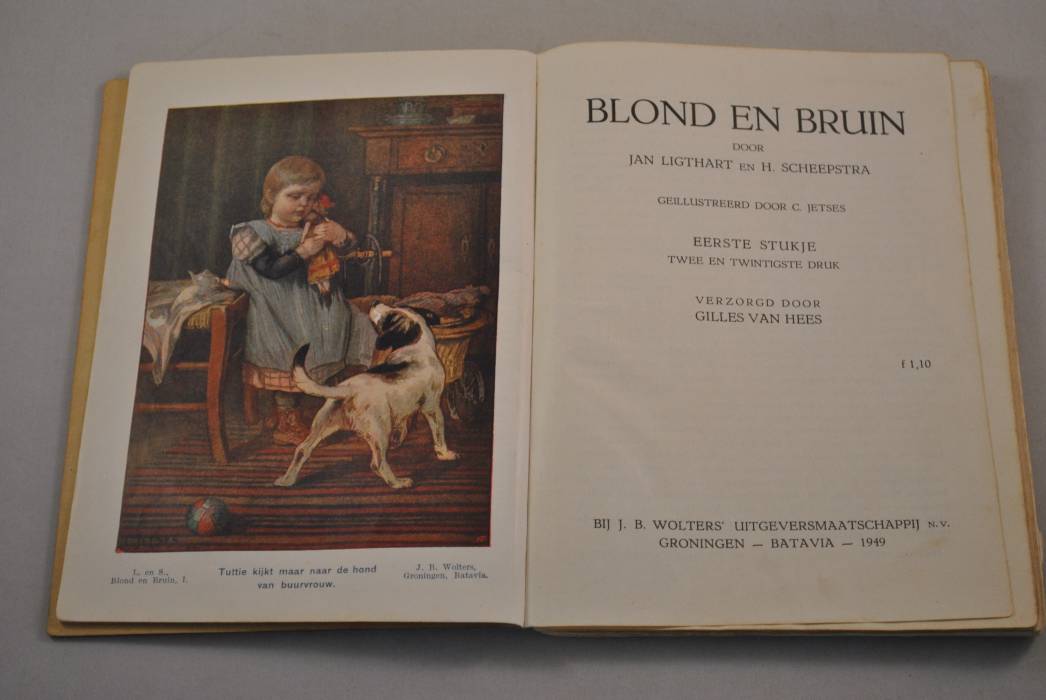 L. en S.,
Blond en Bruin, I.
Tuttie kijkt maar naar de hond
van buurvrouw.
J. B. Wolters,
Groningen, Batavia.
BLOND EN BRUIN
DOOR
JAN LIGTHART EN H. SCHEEPSTRA
GEILLUSTREERD DOOR C. JETSES
EERSTE STUKJE
TWEE EN TWINTIGSTE DRUK
VERZORGD DOOR
GILLES VAN HEES
f 1,10
BIJ J. B. WOLTERS' UITGEVERSMAATSCHAPPIJ N.V.
GRONINGEN — BATAVIA — 1949